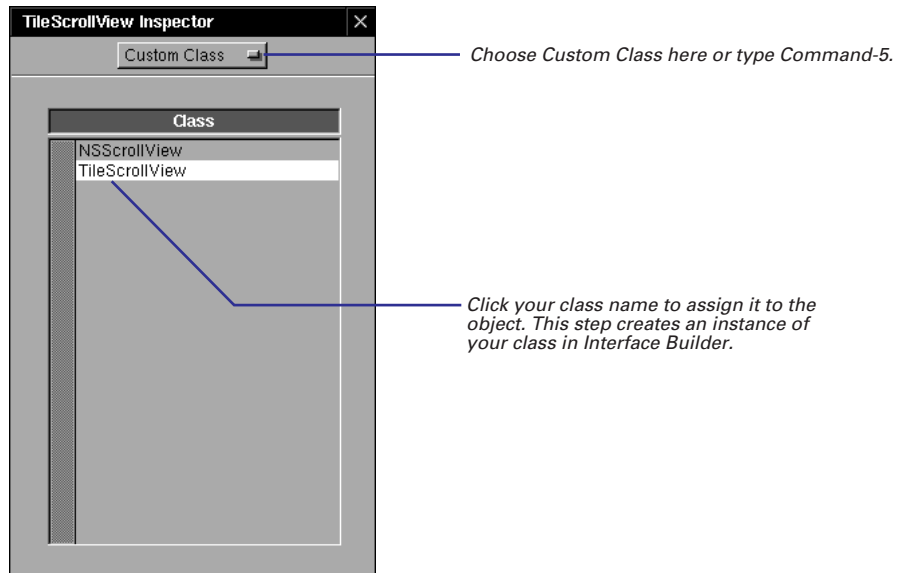 TileScrollView Inspector
Custom Class
Choose Custom Class here or type Command-5.
Class
NSScrollView
TileScrollView
Click your class name to assign it to the
object. This step creates an instance of
your class in Interface Builder.